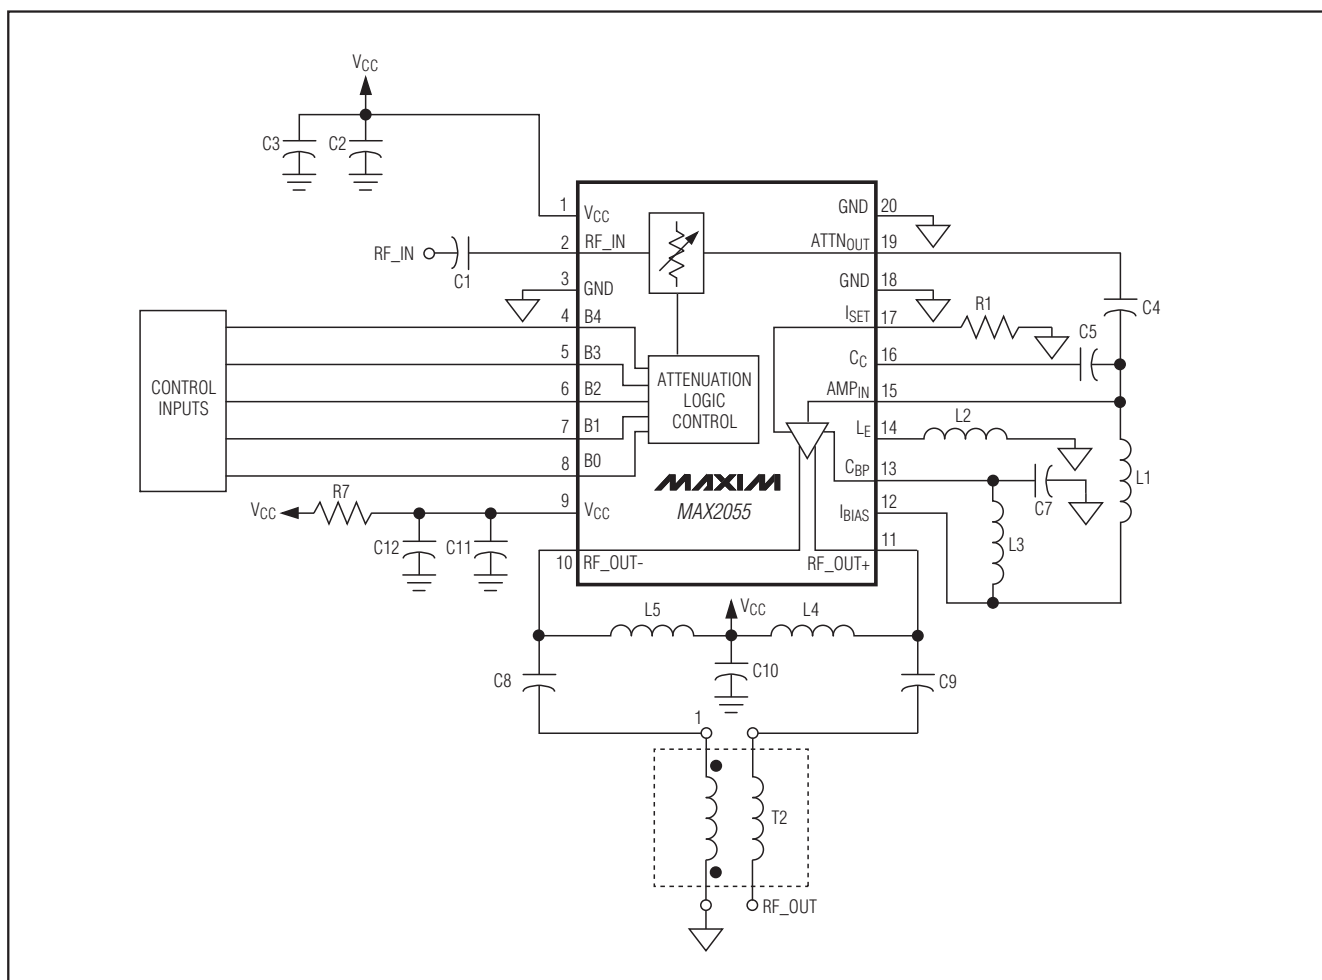 VCC
C3
C2
1
VCC
GND
20
RF_IN
C1
2
RF_IN
ATTNOUT
19
3
GND
GND
18
C4
4
B4
ISET
17
R1
5
B3
CC
16
C5
CONTROL
INPUTS
ATTENUATION
LOGIC
CONTROL
6
B2
AMPIN
15
7
B1
LE
14
L2
8
B0
CBP
13
C7
L1
MAXIM
MAX2055
VCC
R7
9
VCC
IBIAS
12
L3
C12
C11
10
RF_OUT-
RF_OUT+
11
L5
VCC
L4
C8
C10
C9
1
T2
RF_OUT